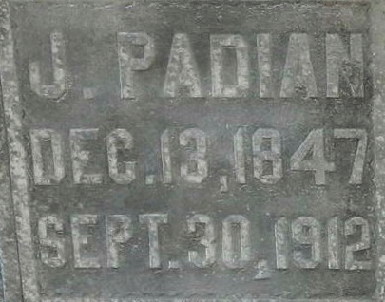 J. PADIAN
DEC. 13, 1847
SEPT. 30, 1912